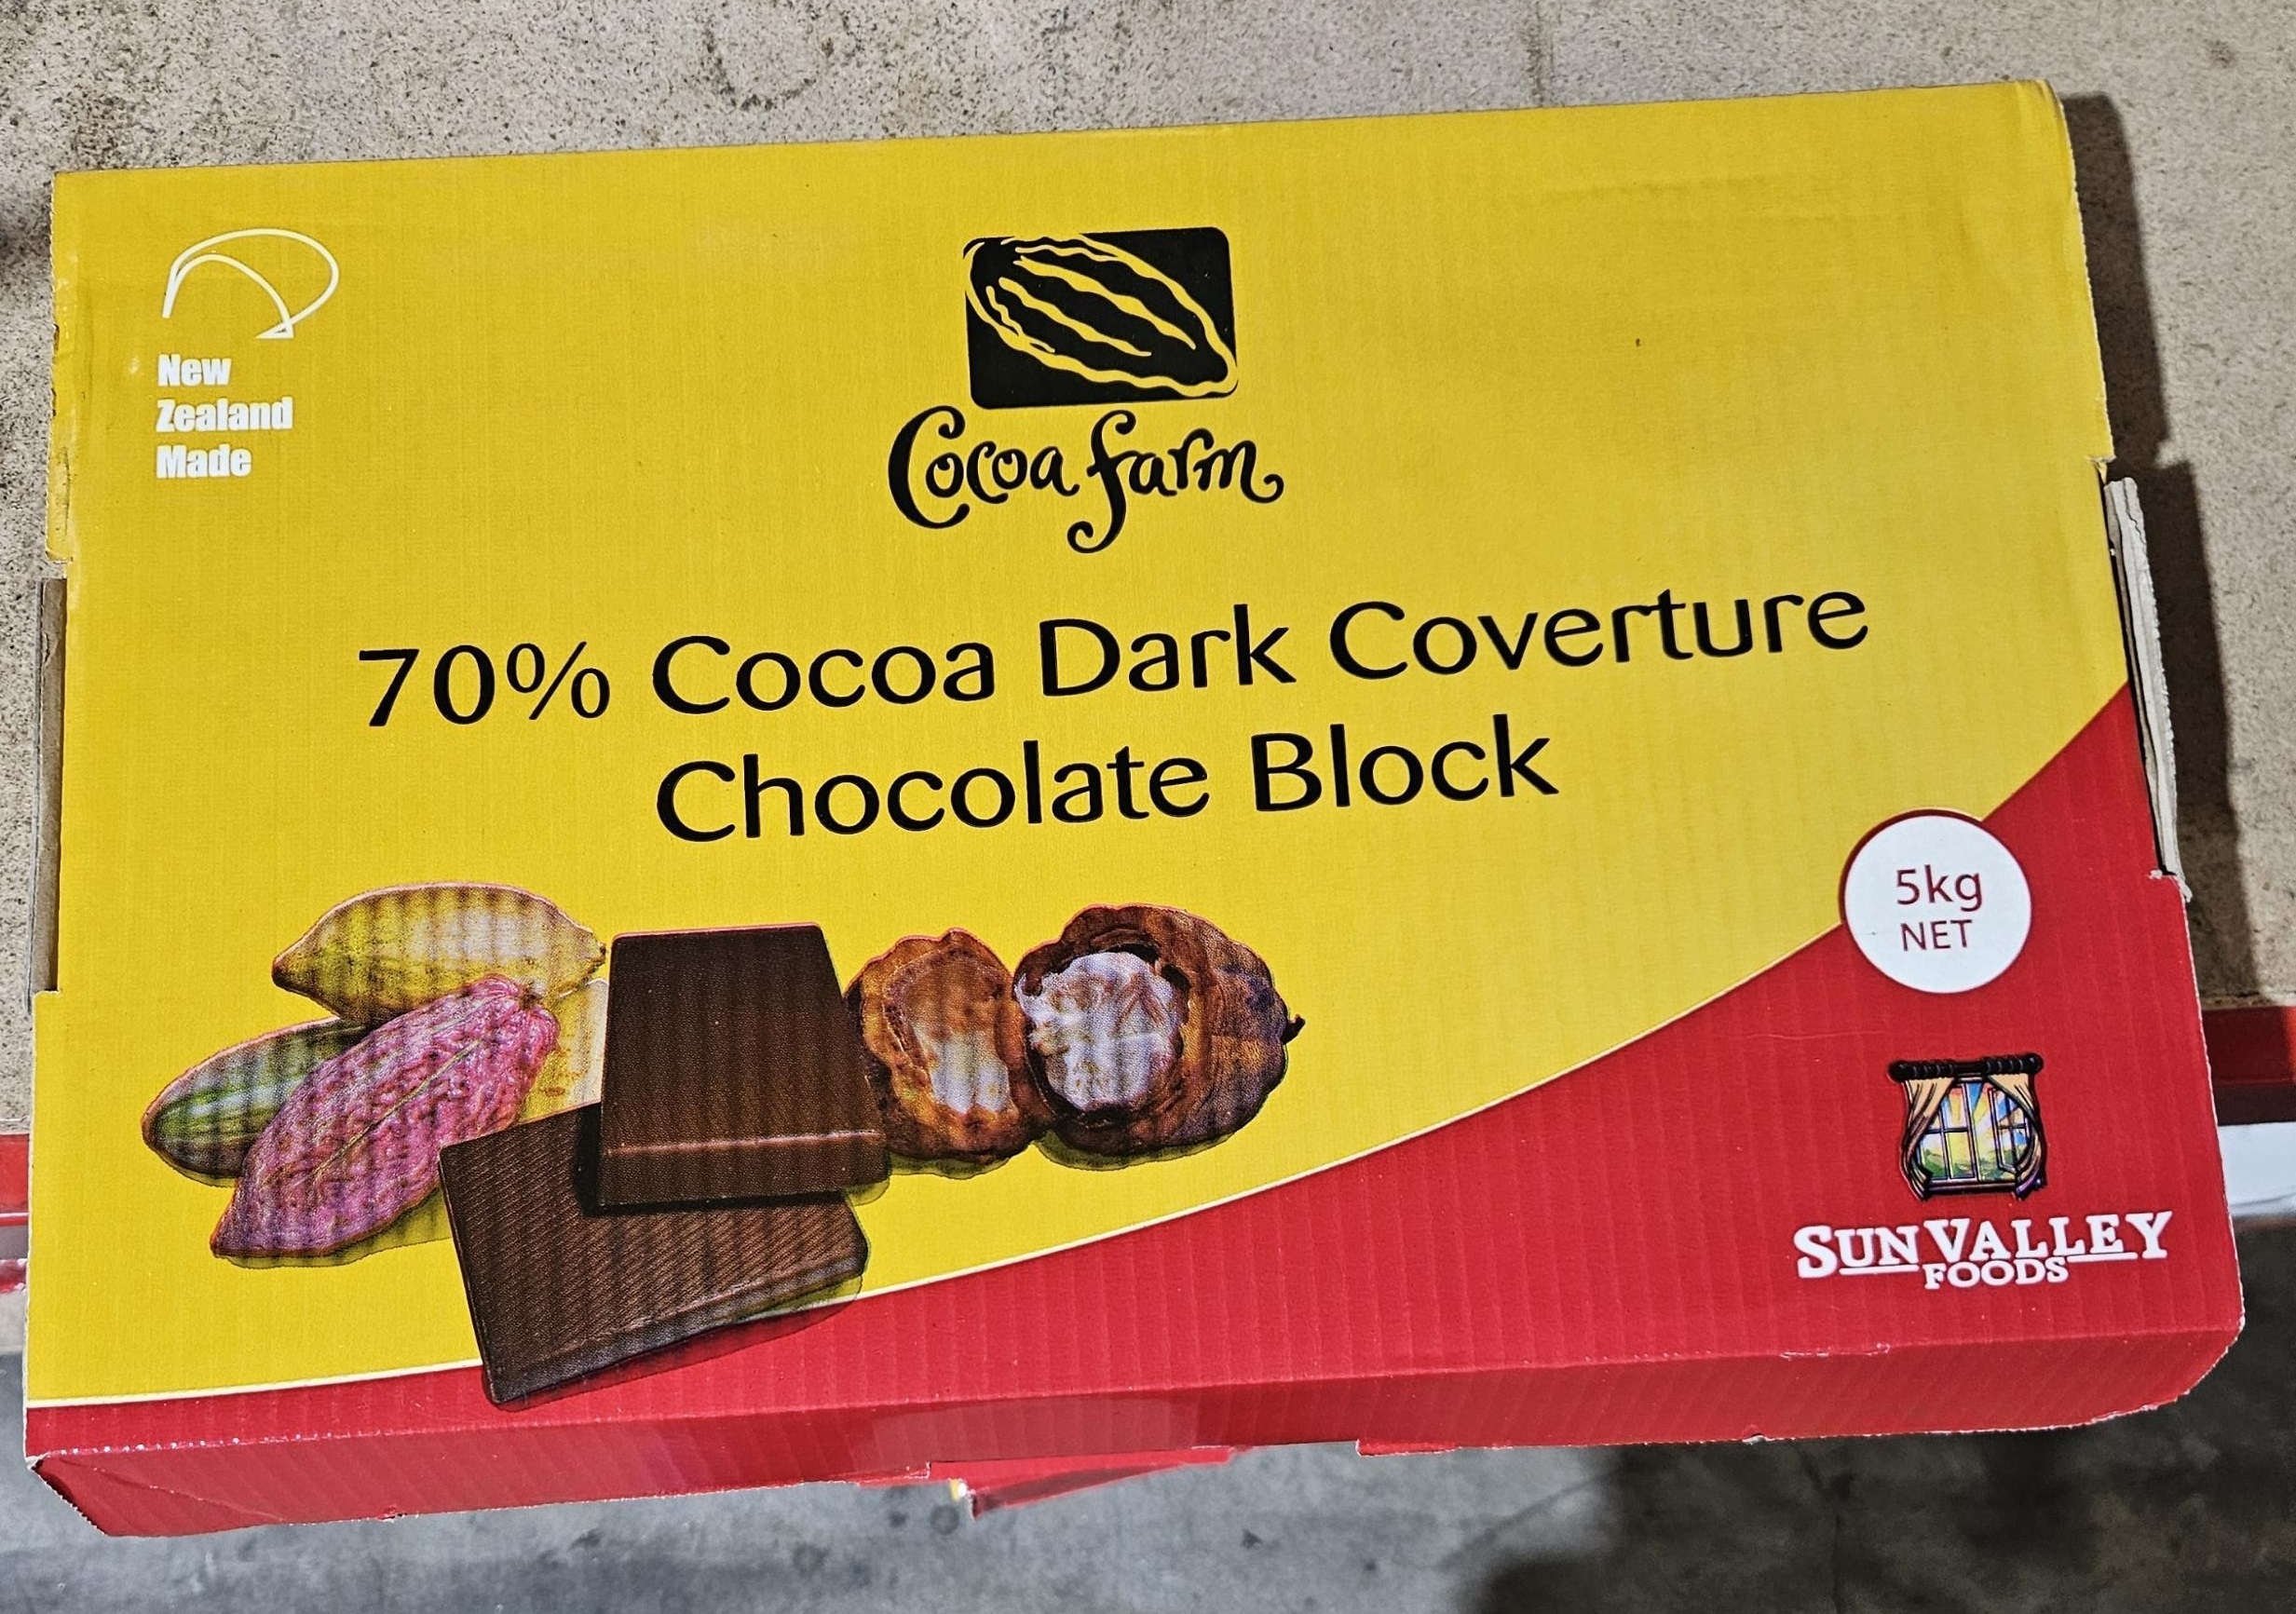 New
Zealand
Made
Cocoa farm
70% Cocoa Dark Coverture
Chocolate Block
5kg
NET
SUN VALLEY
FOODS